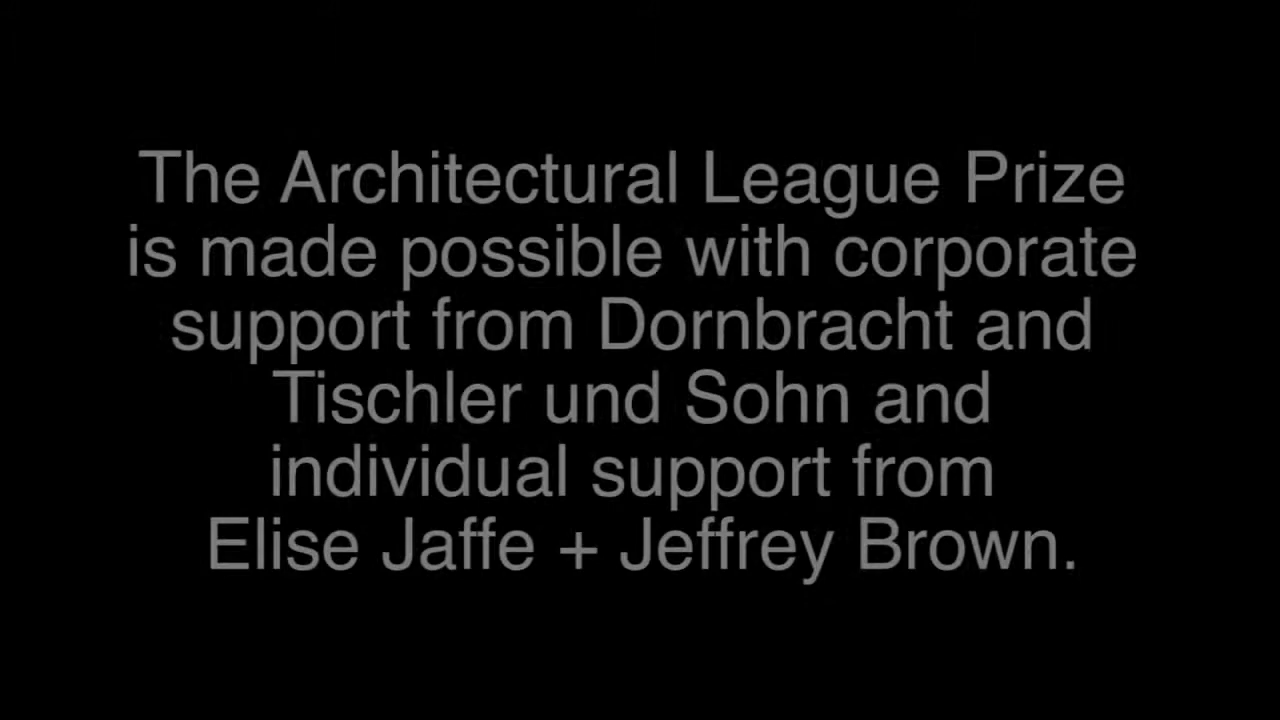 The Architectural League Prize
is made possible with corporate
support from Dornbracht and
Tischler und Sohn and
individual support from
Elise Jaffe + Jeffrey Brown.